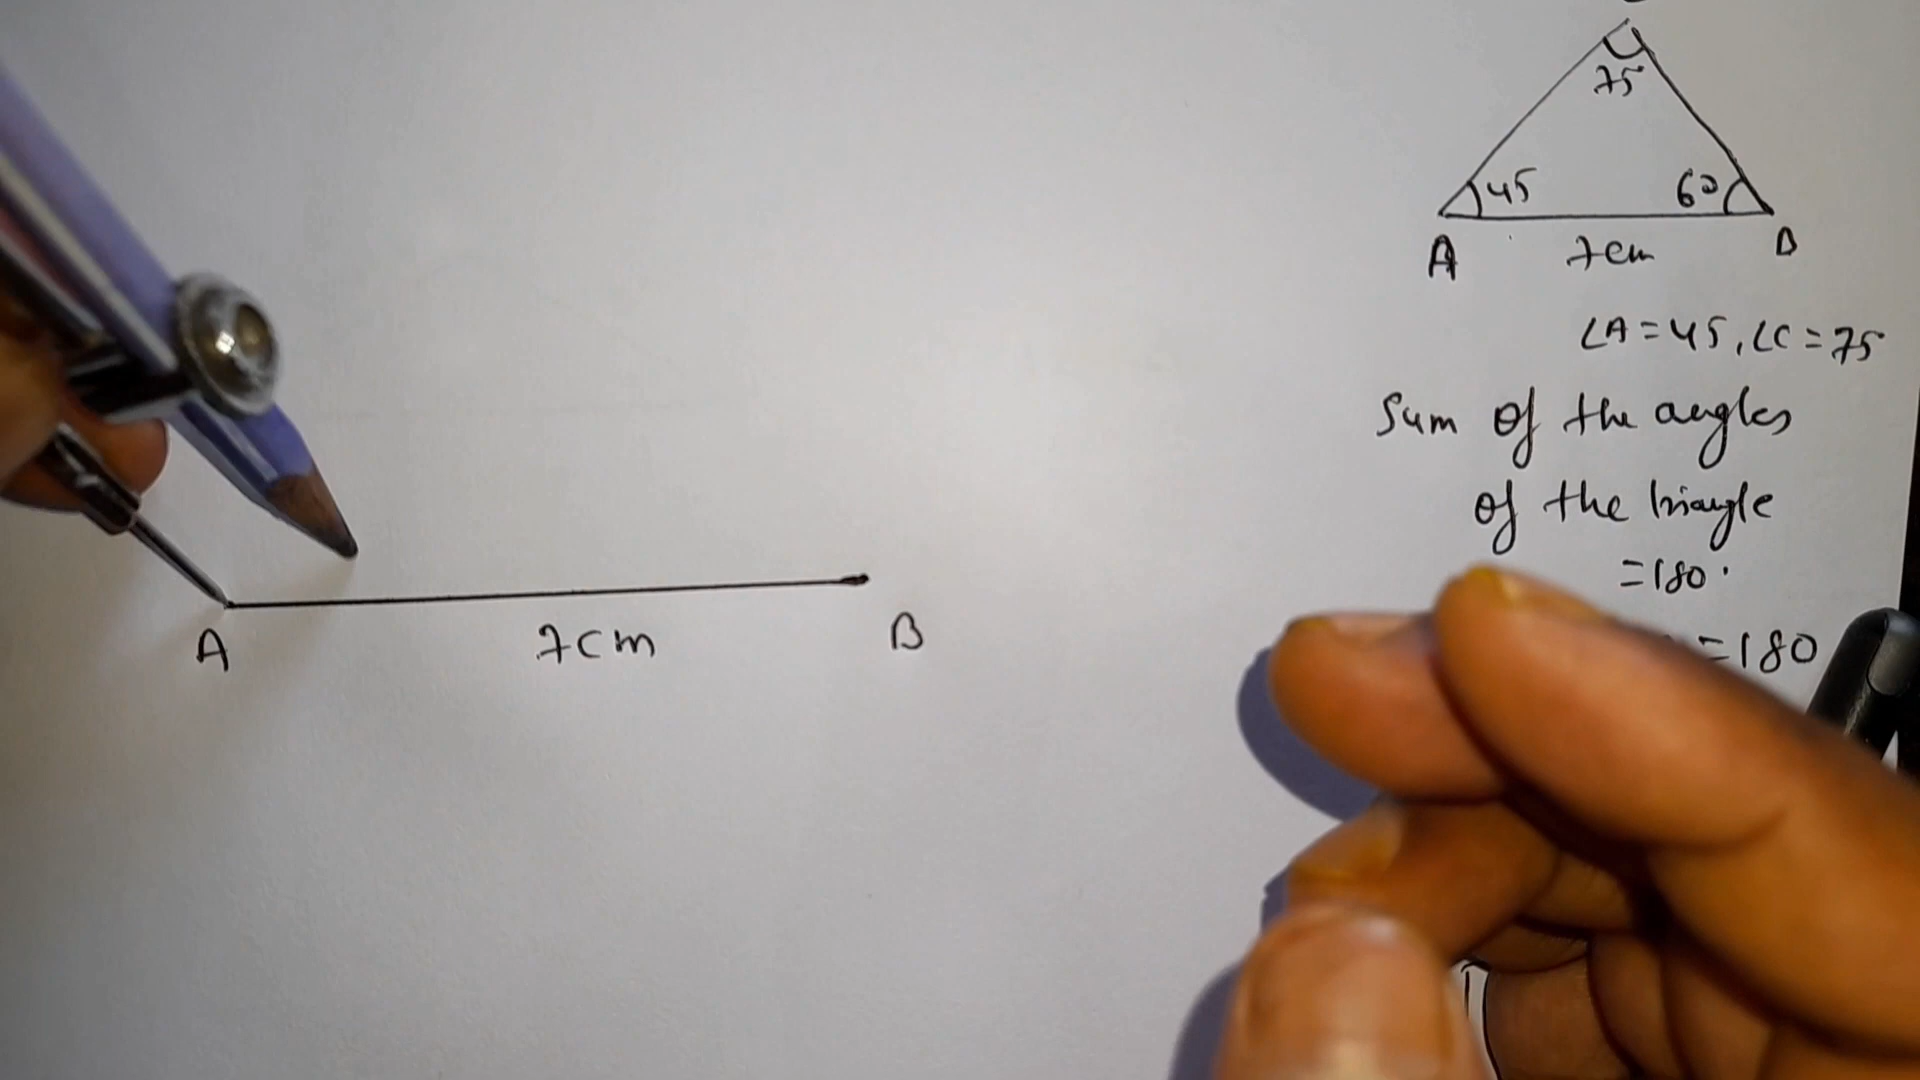 75
45 60
A 7cm B
∠A=45, ∠C=75
Sum of the angles
of the triangle
=180°
=180
A 7cm B